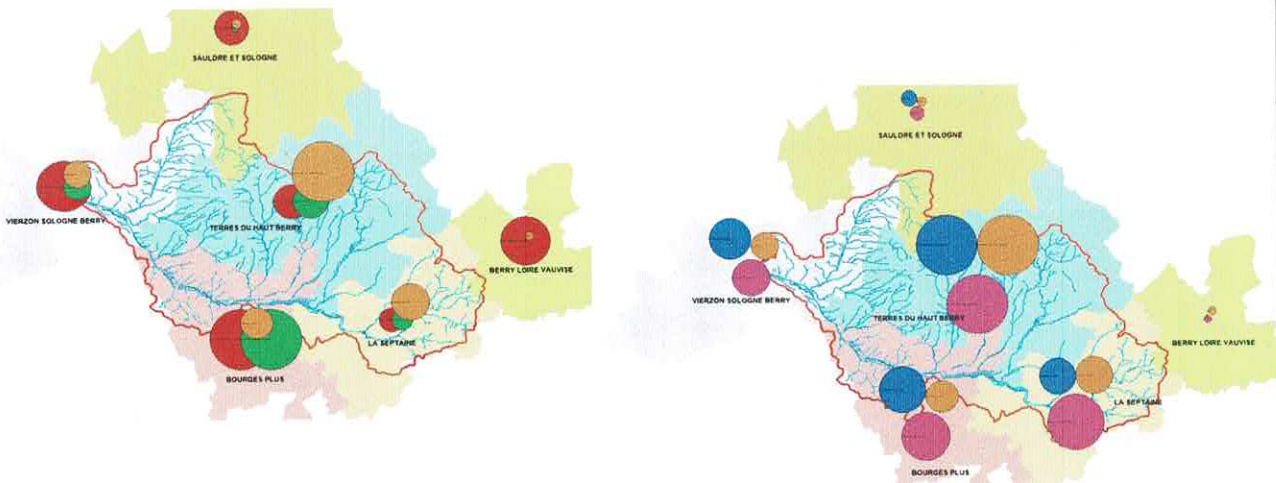 SAULDRE ET SOLOGNE
VIERZON SOLOGNE BERRY
TERRES DU HAUT BERRY
BERRY LOIRE VAUVISE
LA SEPTAINE
BOURGES PLUS
SAULDRE ET SOLOGNE
VIERZON SOLOGNE BERRY
TERRES DU HAUT BERRY
BERRY LOIRE VAUVISE
LA SEPTAINE
BOURGES PLUS